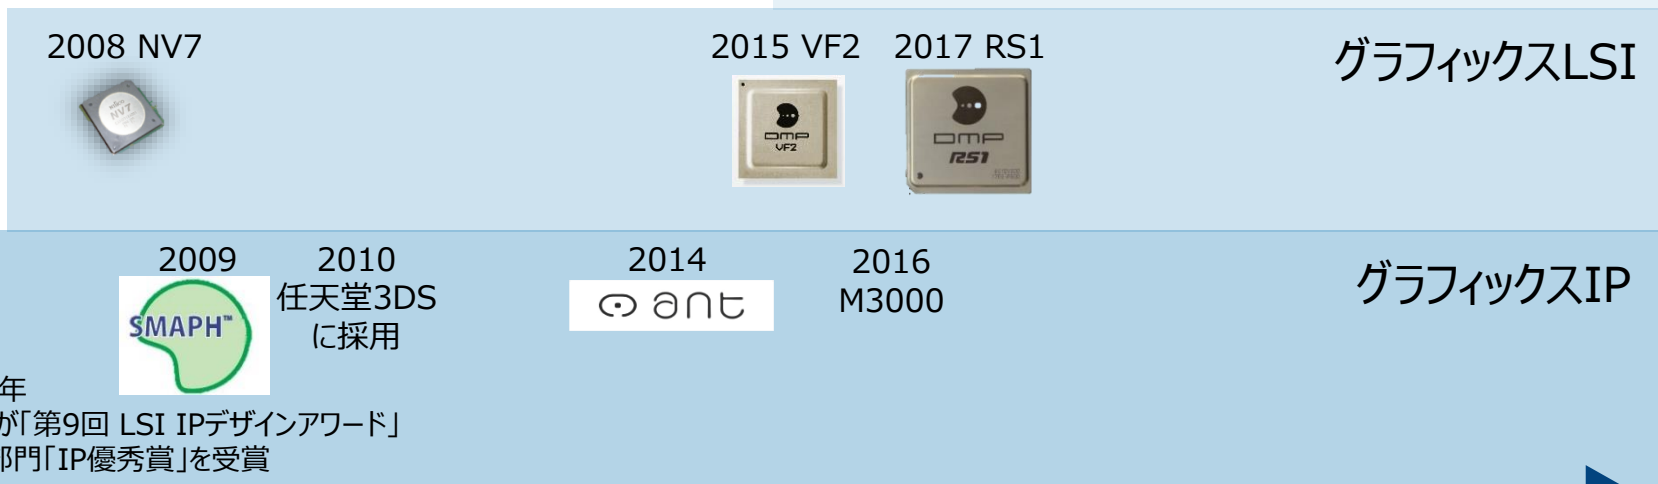 2008 NV7
2015 VF2
2017 RS1
グラフィックスLSI
NV7
DMP
VF2
DMP
RS1
2009
2010
任天堂3DS
に採用
2014
2016
M3000
グラフィックスIP
SMAPH™
ant
年
が「第9回 LSI IPデザインアワード」
部門「IP優秀賞」を受賞